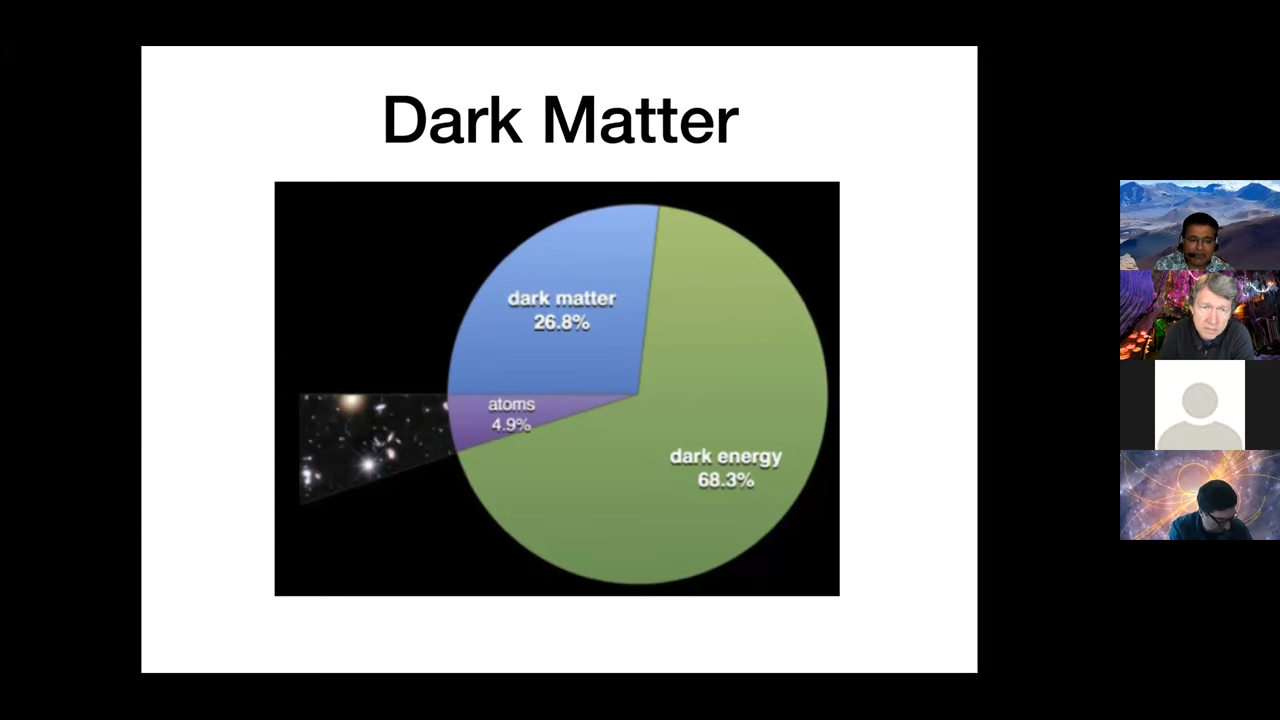 Dark Matter
dark matter
26.8%
atoms
4.9%
dark energy
68.3%